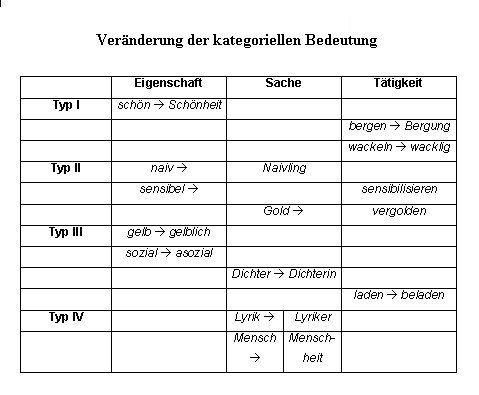 Veränderung der kategoriellen Bedeutung
Eigenschaft Sache Tätigkeit
Typ I schön → Schönheit
bergen → Bergung
wackeln → wacklig
Typ II naiv → Naivling
sensibel → sensibilisieren
Gold → vergolden
Typ III gelb → gelblich
sozial → asozial
Dichter → Dichterin
laden → beladen
Typ IV Lyrik → Lyriker
Mensch Mensch-
→ heit